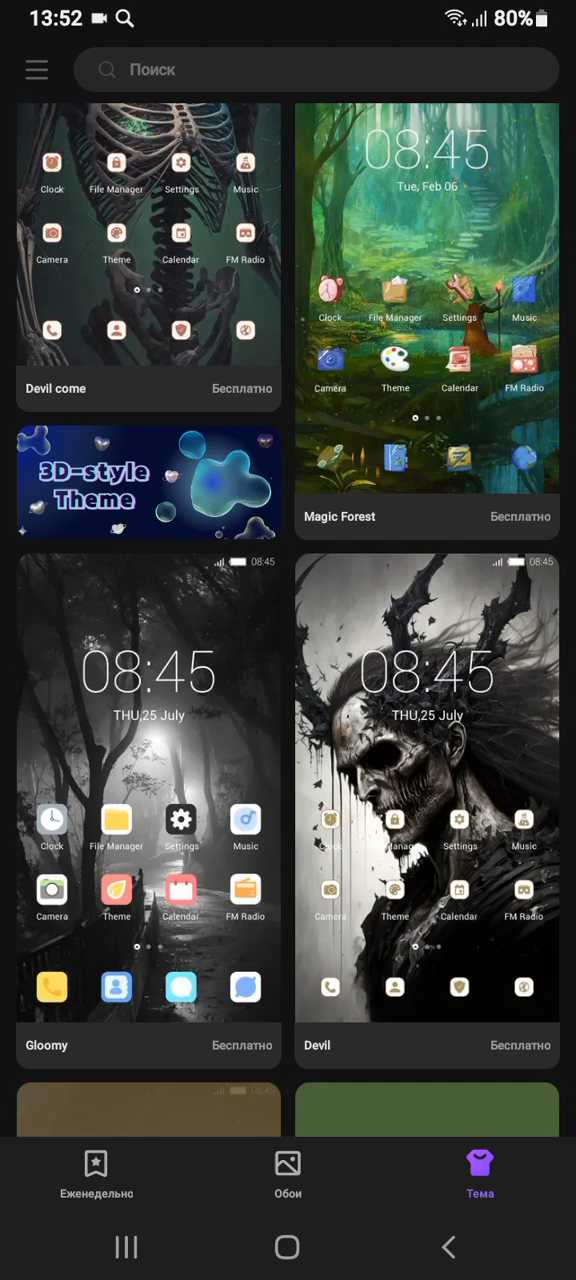 13:52
80%
Поиск
Clock
File Manager
Settings
Music
Camera
Theme
Calendar
FM Radio
Devil come
Бесплатно
08:45
Tue, Feb 06
Clock
File Manager
Settings
Music
Camera
Theme
Calendar
FM Radio
Magic Forest
Бесплатно
3D-style
Theme
08:45
08:45
THU,25 July
Clock
File Manager
Settings
Music
Camera
Theme
Calendar
FM Radio
Gloomy
Бесплатно
08:45
08:45
THU,25 July
Clock
Settings
Music
Camera
Theme
Calendar
FM Radio
Devil
Бесплатно
08:45
Еженедельно
Обои
Тема